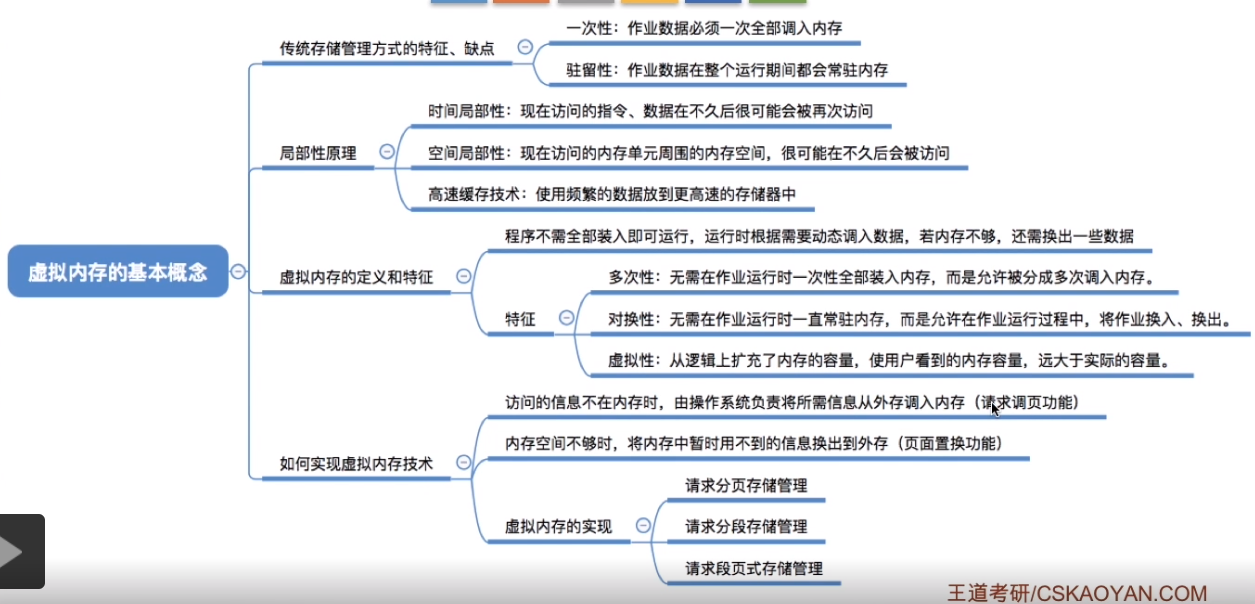 传统存储管理方式的特征、缺点
一次性：作业数据必须一次全部调入内存
驻留性：作业数据在整个运行期间都会常驻内存
局部性原理
时间局部性：现在访问的指令、数据在不久后很可能会被再次访问
空间局部性：现在访问的内存单元周围的内存空间，很可能在不久后会被访问
高速缓存技术：使用频繁的数据放到更高速的存储器中
虚拟内存的基本概念
虚拟内存的定义和特征
程序不需全部装入即可运行，运行时根据需要动态调入数据，若内存不够，还需换出一些数据
特征
多次性：无需在作业运行时一次性全部装入内存，而是允许被分成多次调入内存。
对换性：无需在作业运行时一直常驻内存，而是允许在作业运行过程中，将作业换入、换出。
虚拟性：从逻辑上扩充了内存的容量，使用户看到的内存容量，远大于实际的容量。
如何实现虚拟内存技术
访问的信息不在内存时，由操作系统负责将所需信息从外存调入内存（请求调页功能）
内存空间不够时，将内存中暂时用不到的信息换出到外存（页面置换功能）
虚拟内存的实现
请求分页存储管理
请求分段存储管理
请求段页式存储管理
王道考研/CSKAOYAN.COM